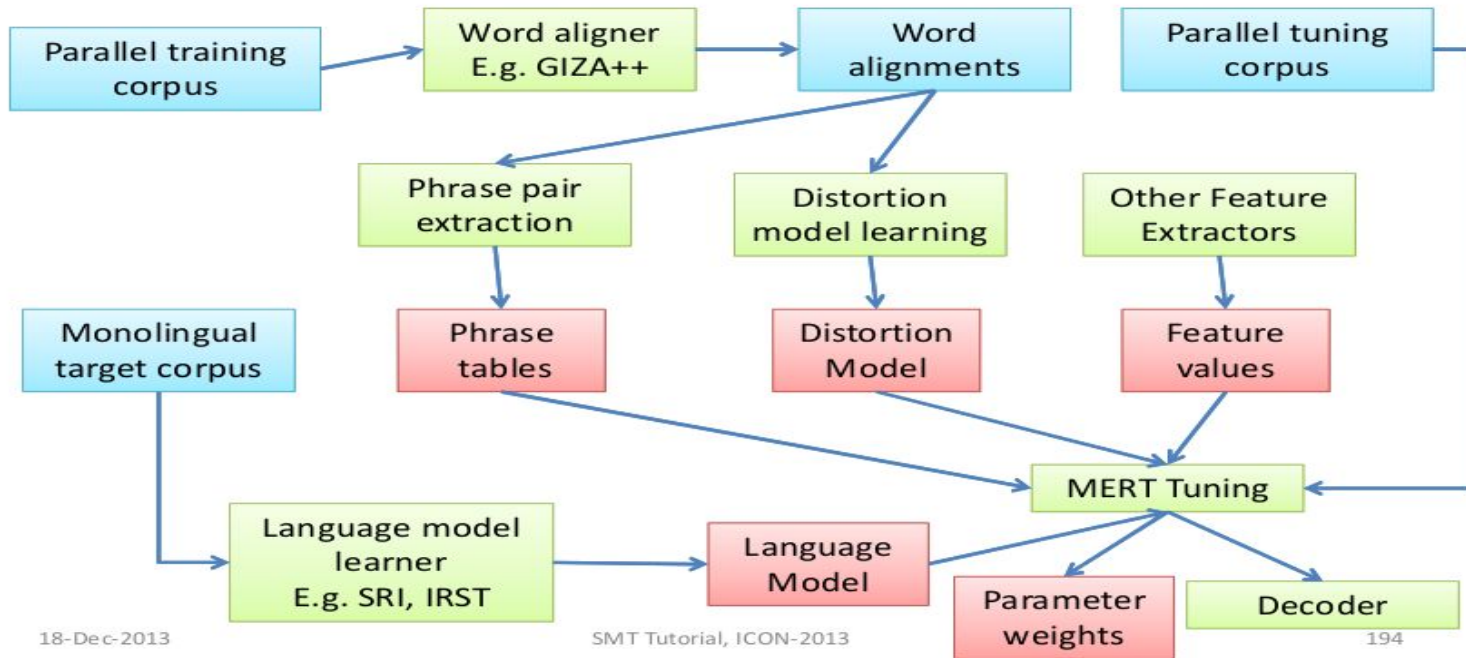 Parallel training
corpus
Word aligner
E.g. GIZA++
Word
alignments
Parallel tuning
corpus
Phrase pair
extraction
Distortion
model learning
Other Feature
Extractors
Monolingual
target corpus
Phrase
tables
Distortion
Model
Feature
values
MERT Tuning
Language model
learner
E.g. SRI, IRST
Language
Model
Parameter
weights
Decoder
18-Dec-2013
SMT Tutorial, ICON-2013
194